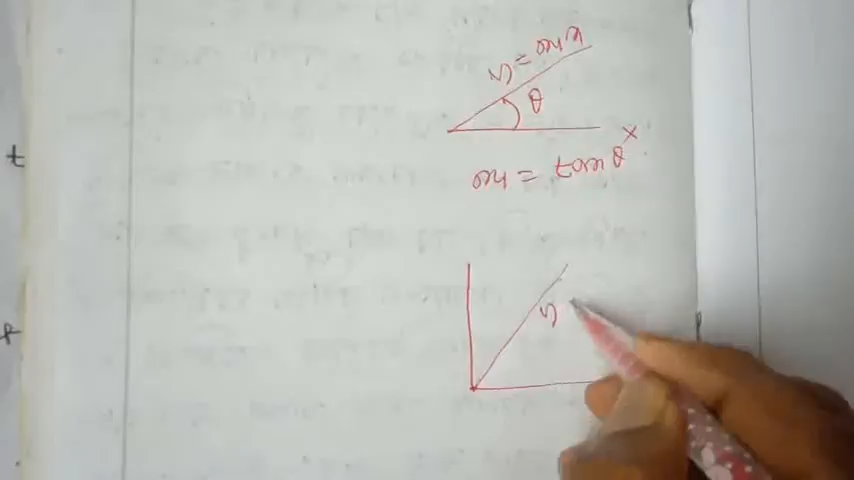 y = mx
θ
x
m = tan θ
y